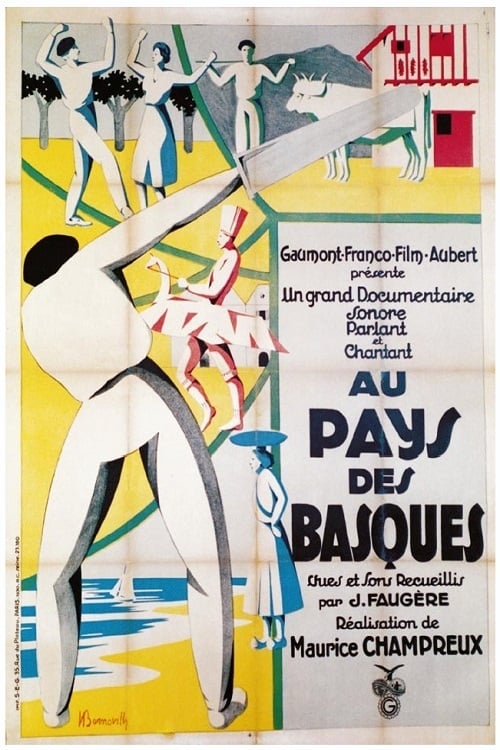 Gaumont-Franco-Film-Aubert
présente
Un grand Documentaire
Sonore
Parlant
et
Chantant
AU
PAYS
DES
BASQUES
Vues et Sons Recueillis
par J. FAUGÈRE
Réalisation de
Maurice CHAMPREUX
G